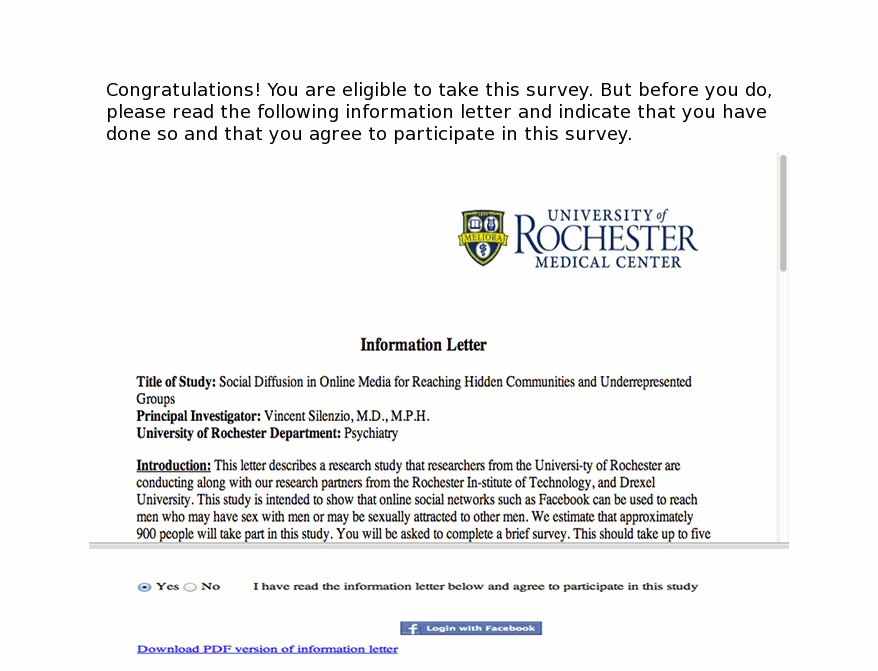 Congratulations! You are eligible to take this survey. But before you do,
please read the following information letter and indicate that you have
done so and that you agree to participate in this survey.
1850
MELIORA
UNIVERSITY of
ROCHESTER
MEDICAL CENTER
Information Letter
Title of Study: Social Diffusion in Online Media for Reaching Hidden Communities and Underrepresented
Groups
Principal Investigator: Vincent Silenzio, M.D., M.P.H.
University of Rochester Department: Psychiatry
Introduction: This letter describes a research study that researchers from the Universi-ty of Rochester are
conducting along with our research partners from the Rochester In-stitute of Technology, and Drexel
University. This study is intended to show that online social networks such as Facebook can be used to reach
men who may have sex with men or may be sexually attracted to other men. We estimate that approximately
900 people will take part in this study. You will be asked to complete a brief survey. This should take up to five
Yes No I have read the information letter below and agree to participate in this study
f Login with Facebook
Download PDF version of information letter